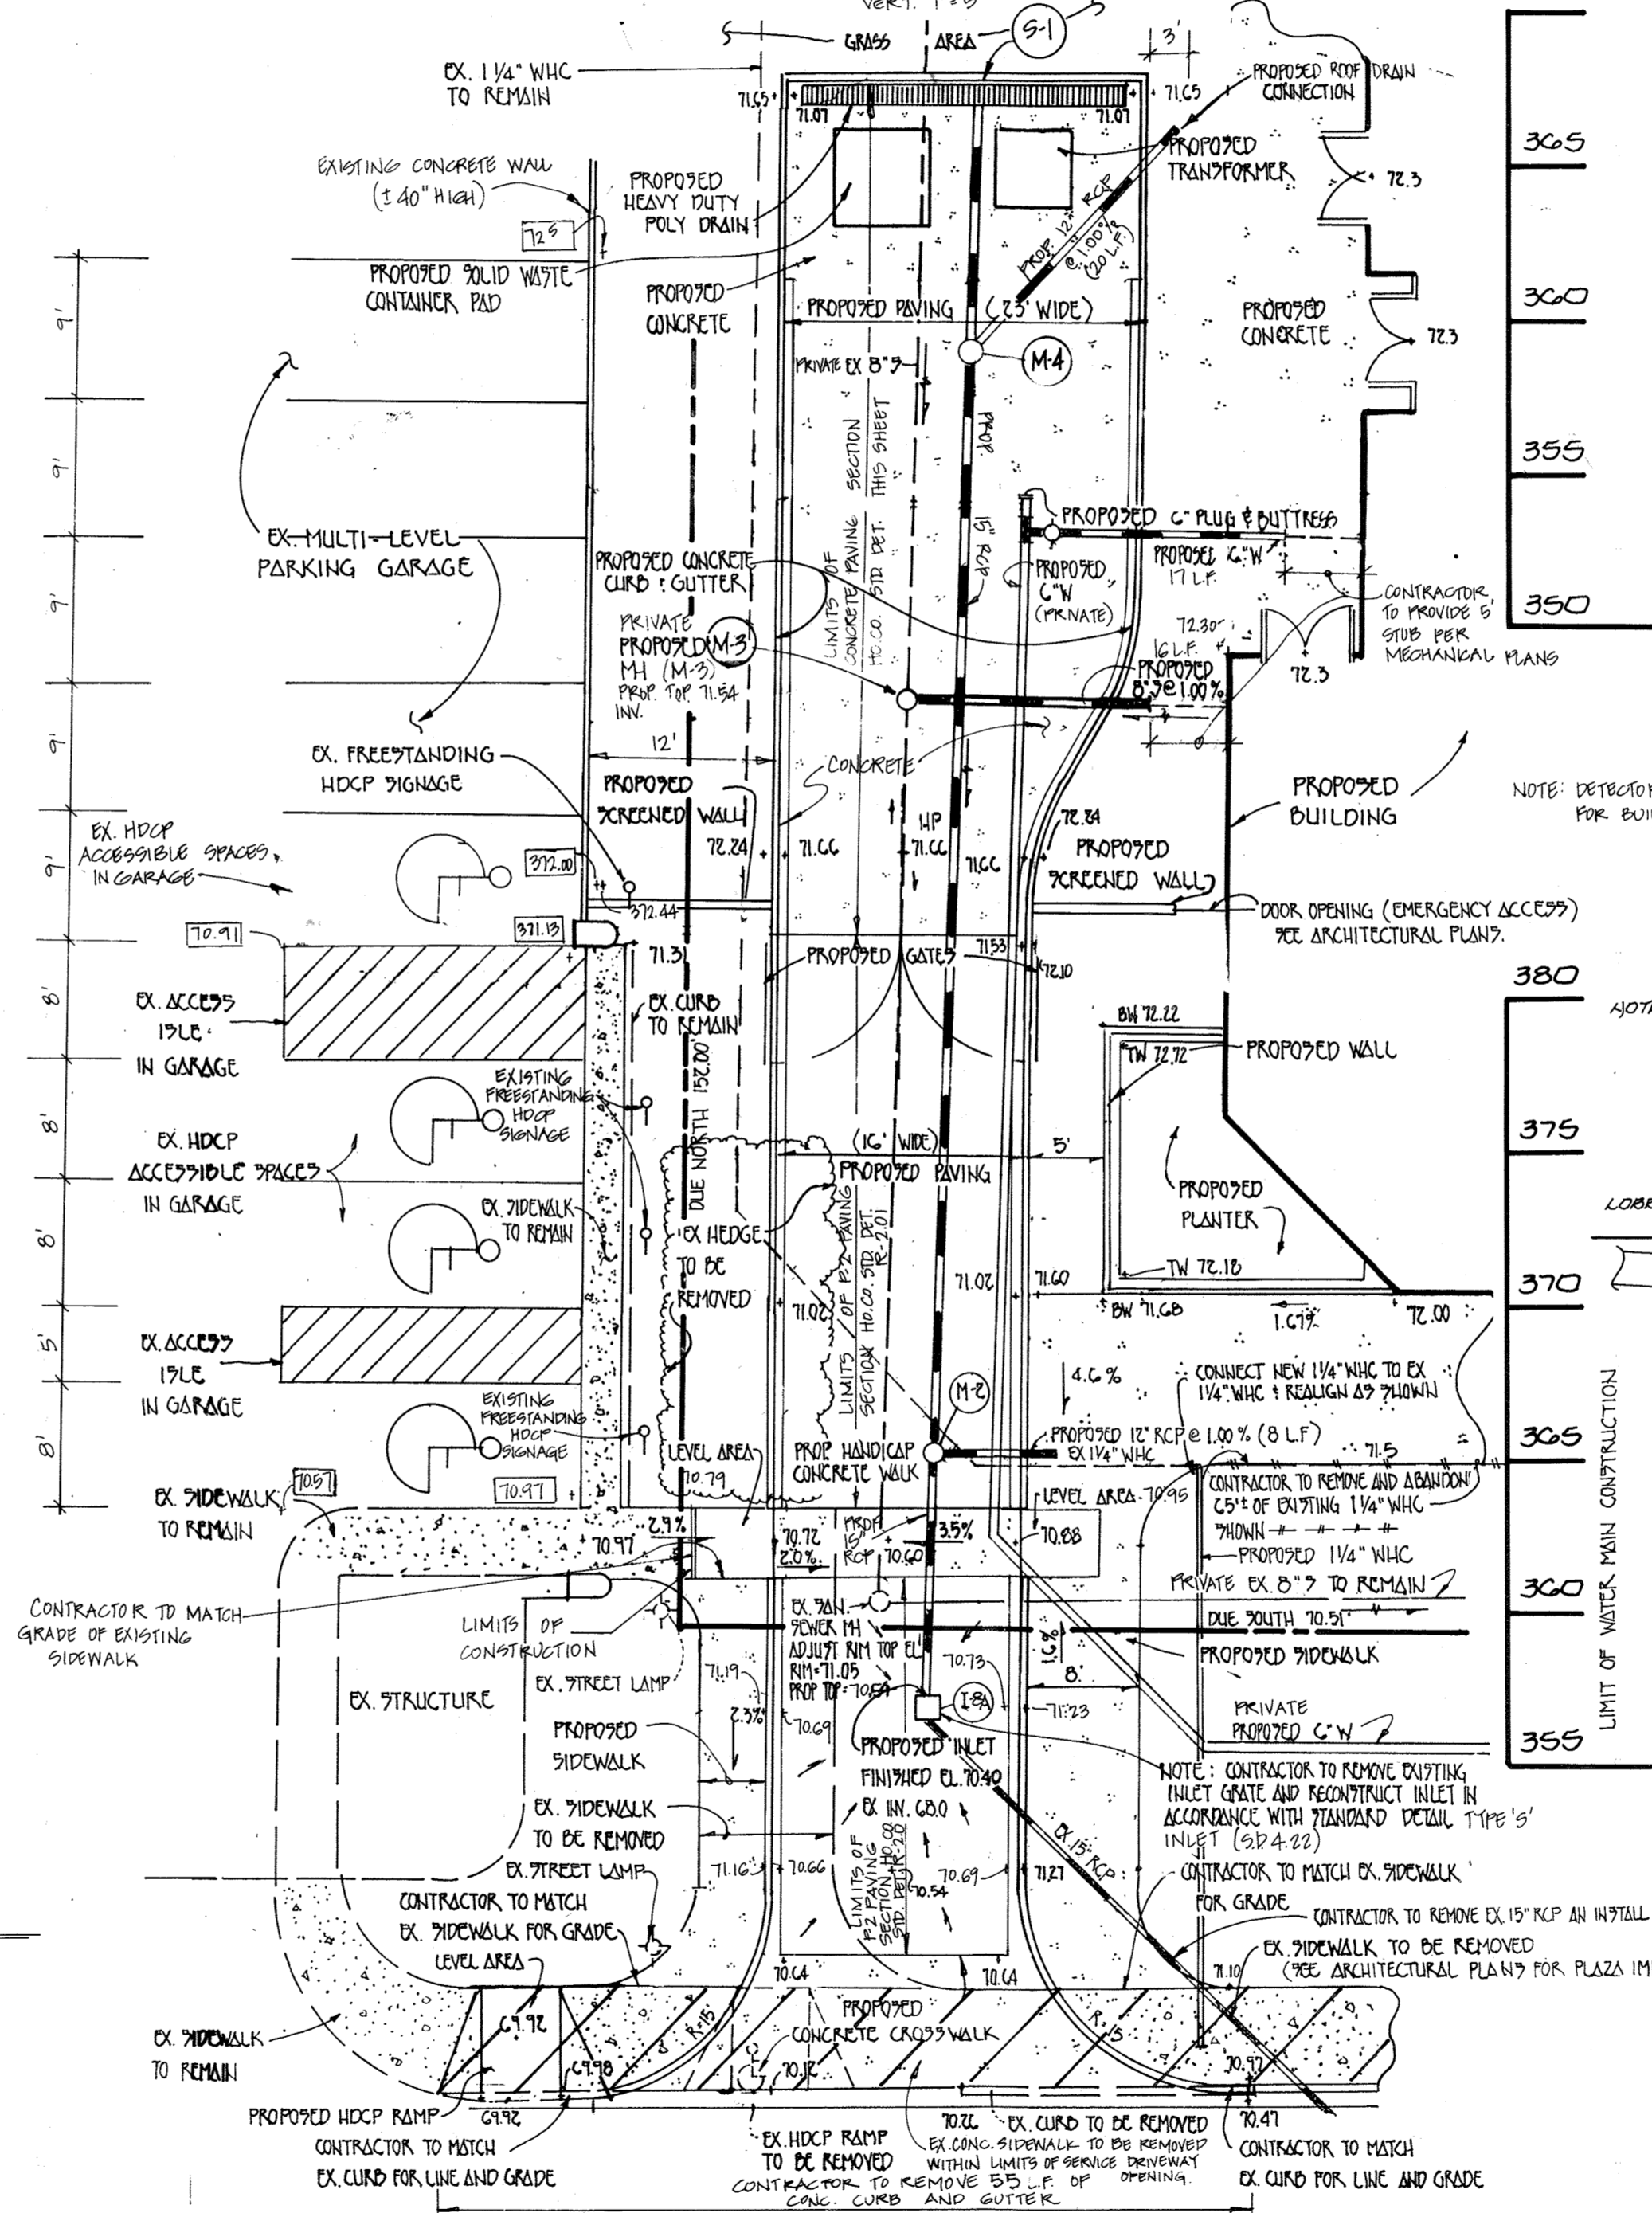 VERT. 1"=5'
GRASS AREA
S-1
3'
EX. 1 1/4" WHC
TO REMAIN
PROPOSED ROOF DRAIN
CONNECTION
71.65
71.65
71.07
71.07
365
EXISTING CONCRETE WALL
(±40" HIGH)
PROPOSED
HEAVY DUTY
POLY DRAIN
PROPOSED
TRANSFORMER
72.3
72 5
PROP. 12" RCP
@ 1.00%
(20 L.F.)
PROPOSED SOLID WASTE
CONTAINER PAD
PROPOSED
CONCRETE
PROPOSED PAVING (23' WIDE)
PROPOSED
CONCRETE
360
72.3
9'
PRIVATE EX 8"S
M-4
LIMITS OF
CONCRETE PAVING SECTION
HO.CO. STD. DET. THIS SHEET
PROP.
15" RCP
355
9'
EX. MULTI-LEVEL
PARKING GARAGE
PROPOSED 6" PLUG & BUTTRESS
PROPOSED 6"W
17 L.F.
PROPOSED CONCRETE
CURB & GUTTER
PROPOSED
6"W
(PRIVATE)
CONTRACTOR
TO PROVIDE 5'
STUB PER
MECHANICAL PLANS
350
9'
PRIVATE
PROPOSED M-3
MH (M-3)
PROP. TOP 71.54
INV.
72.30
16 L.F.
PROPOSED
8"S @ 1.00%
72.3
9'
12'
EX. FREESTANDING
HDCP SIGNAGE
CONCRETE
PROPOSED
SCREENED WALL
PROPOSED
BUILDING
NOTE: DETECTO
FOR BUI
EX. HDCP
ACCESSIBLE SPACES
IN GARAGE
9'
372.00
72.24
71.66
HP
71.66
71.66
72.24
PROPOSED
SCREENED WALL
372.44
DOOR OPENING (EMERGENCY ACCESS)
SEE ARCHITECTURAL PLANS.
70.91
371.13
71.31
PROPOSED GATES
71.53
72.10
380
8'
EX. ACCESS
ISLE
IN GARAGE
EX. CURB
TO REMAIN
BW 72.22
TW 72.72
PROPOSED WALL
NOT
DUE NORTH 152.00'
EXISTING
FREESTANDING
HDCP
SIGNAGE
8'
EX. HDCP
ACCESSIBLE SPACES
IN GARAGE
(16' WIDE)
PROPOSED PAVING
5'
375
PROPOSED
PLANTER
EX. SIDEWALK
TO REMAIN
EX HEDGE
TO BE
REMOVED
LIMITS OF P-2 PAVING
SECTION HO.CO. STD. DET.
R-2.01
LOBB
8'
71.02
71.02
71.60
TW 72.18
BW 71.68
1.67%
72.00
370
5'
EX. ACCESS
ISLE
IN GARAGE
4.6%
CONNECT NEW 1 1/4" WHC TO EX
1 1/4" WHC & REALIGN AS SHOWN
M-2
EXISTING
FREESTANDING
HDCP
SIGNAGE
8'
LEVEL AREA
70.79
PROP. HANDICAP
CONCRETE WALK
PROPOSED 12" RCP @ 1.00% (8 L.F)
EX 1 1/4" WHC
71.5
365
CONTRACTOR TO REMOVE AND ABANDON
65'± OF EXISTING 1 1/4" WHC
SHOWN
70.57
70.97
EX. SIDEWALK
TO REMAIN
LEVEL AREA 70.95
2.9%
70.97
70.72
2.0%
PROP.
15"
RCP
70.60
3.5%
70.88
PROPOSED 1 1/4" WHC
PRIVATE EX. 8"S TO REMAIN
360
CONTRACTOR TO MATCH
GRADE OF EXISTING
SIDEWALK
LIMITS OF
CONSTRUCTION
EX. SAN.
SEWER MH
ADJUST RIM TOP EL
RIM=71.05
PROP TOP=70.59
DUE SOUTH 70.51'
1.6%
PROPOSED SIDEWALK
LIMIT OF WATER MAIN CONSTRUCTION
EX. STRUCTURE
EX. STREET LAMP
71.19
70.73
8'
2.3%
70.69
I-8A
71.23
PRIVATE
PROPOSED 6"W
355
PROPOSED
SIDEWALK
PROPOSED INLET
FINISHED EL. 70.40
EX INV. 68.0
NOTE: CONTRACTOR TO REMOVE EXISTING
INLET GRATE AND RECONSTRUCT INLET IN
ACCORDANCE WITH STANDARD DETAIL TYPE 'S'
INLET (S.D. 4.22)
EX. SIDEWALK
TO BE REMOVED
EX. STREET LAMP
71.16
70.66
LIMITS OF
P-2 PAVING
SECTION HO.CO
STD. DET. R-2.0
70.69
70.54
71.27
EX. 15" RCP
CONTRACTOR TO MATCH EX. SIDEWALK
FOR GRADE
CONTRACTOR TO MATCH
EX. SIDEWALK FOR GRADE
LEVEL AREA
CONTRACTOR TO REMOVE EX. 15" RCP AN INSTALL
EX. SIDEWALK TO BE REMOVED
(SEE ARCHITECTURAL PLANS FOR PLAZA IM
70.64
70.64
71.10
EX. SIDEWALK
TO REMAIN
69.92
R=15
PROPOSED
CONCRETE CROSSWALK
R=15
69.98
70.12
70.97
PROPOSED HDCP RAMP
69.92
70.26
EX. CURB TO BE REMOVED
70.47
CONTRACTOR TO MATCH
EX. CURB FOR LINE AND GRADE
EX. HDCP RAMP
TO BE REMOVED
EX. CONC. SIDEWALK TO BE REMOVED
WITHIN LIMITS OF SERVICE DRIVEWAY
OPENING.
CONTRACTOR TO MATCH
EX. CURB FOR LINE AND GRADE
CONTRACTOR TO REMOVE 55 L.F. OF
CONC. CURB AND GUTTER